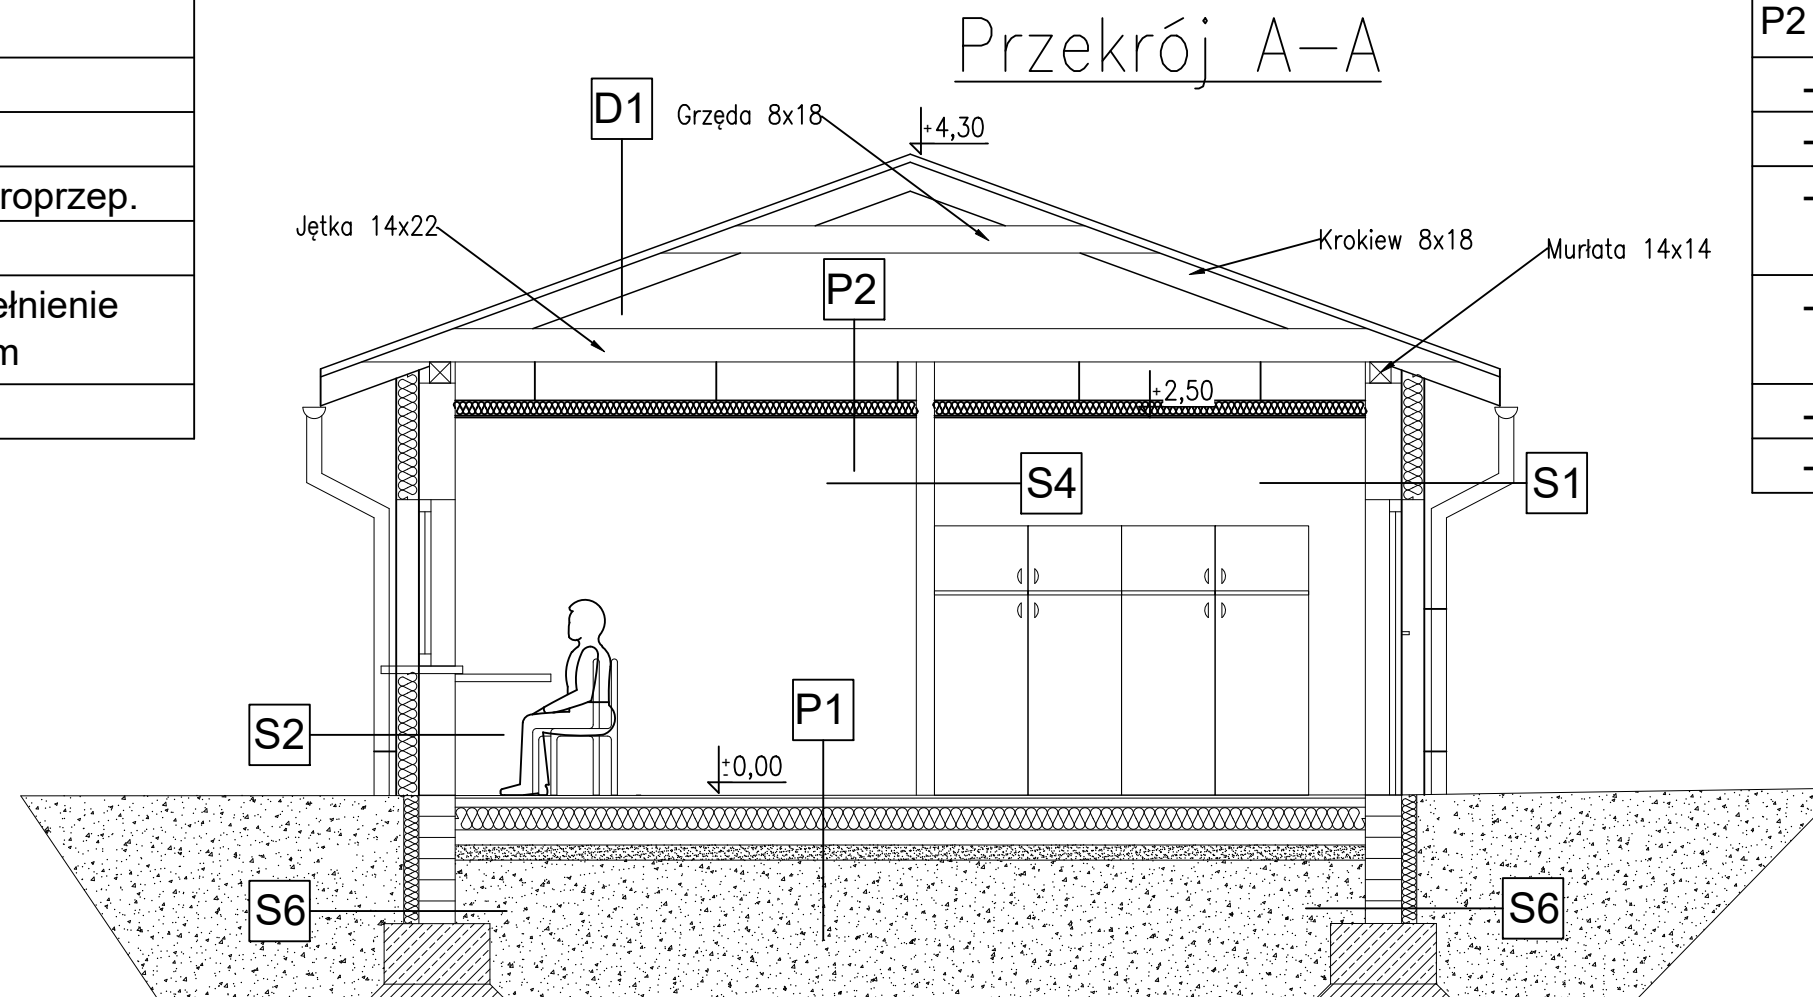 Przekrój A-A
P2
D1
Grzęda 8x18
+4,30
roprzep.
Jętka 14x22
Krokiew 8x18
Murłata 14x14
P2
ełnienie
m
+2,50
S4
S1
P1
S2
±0,00
S6
S6